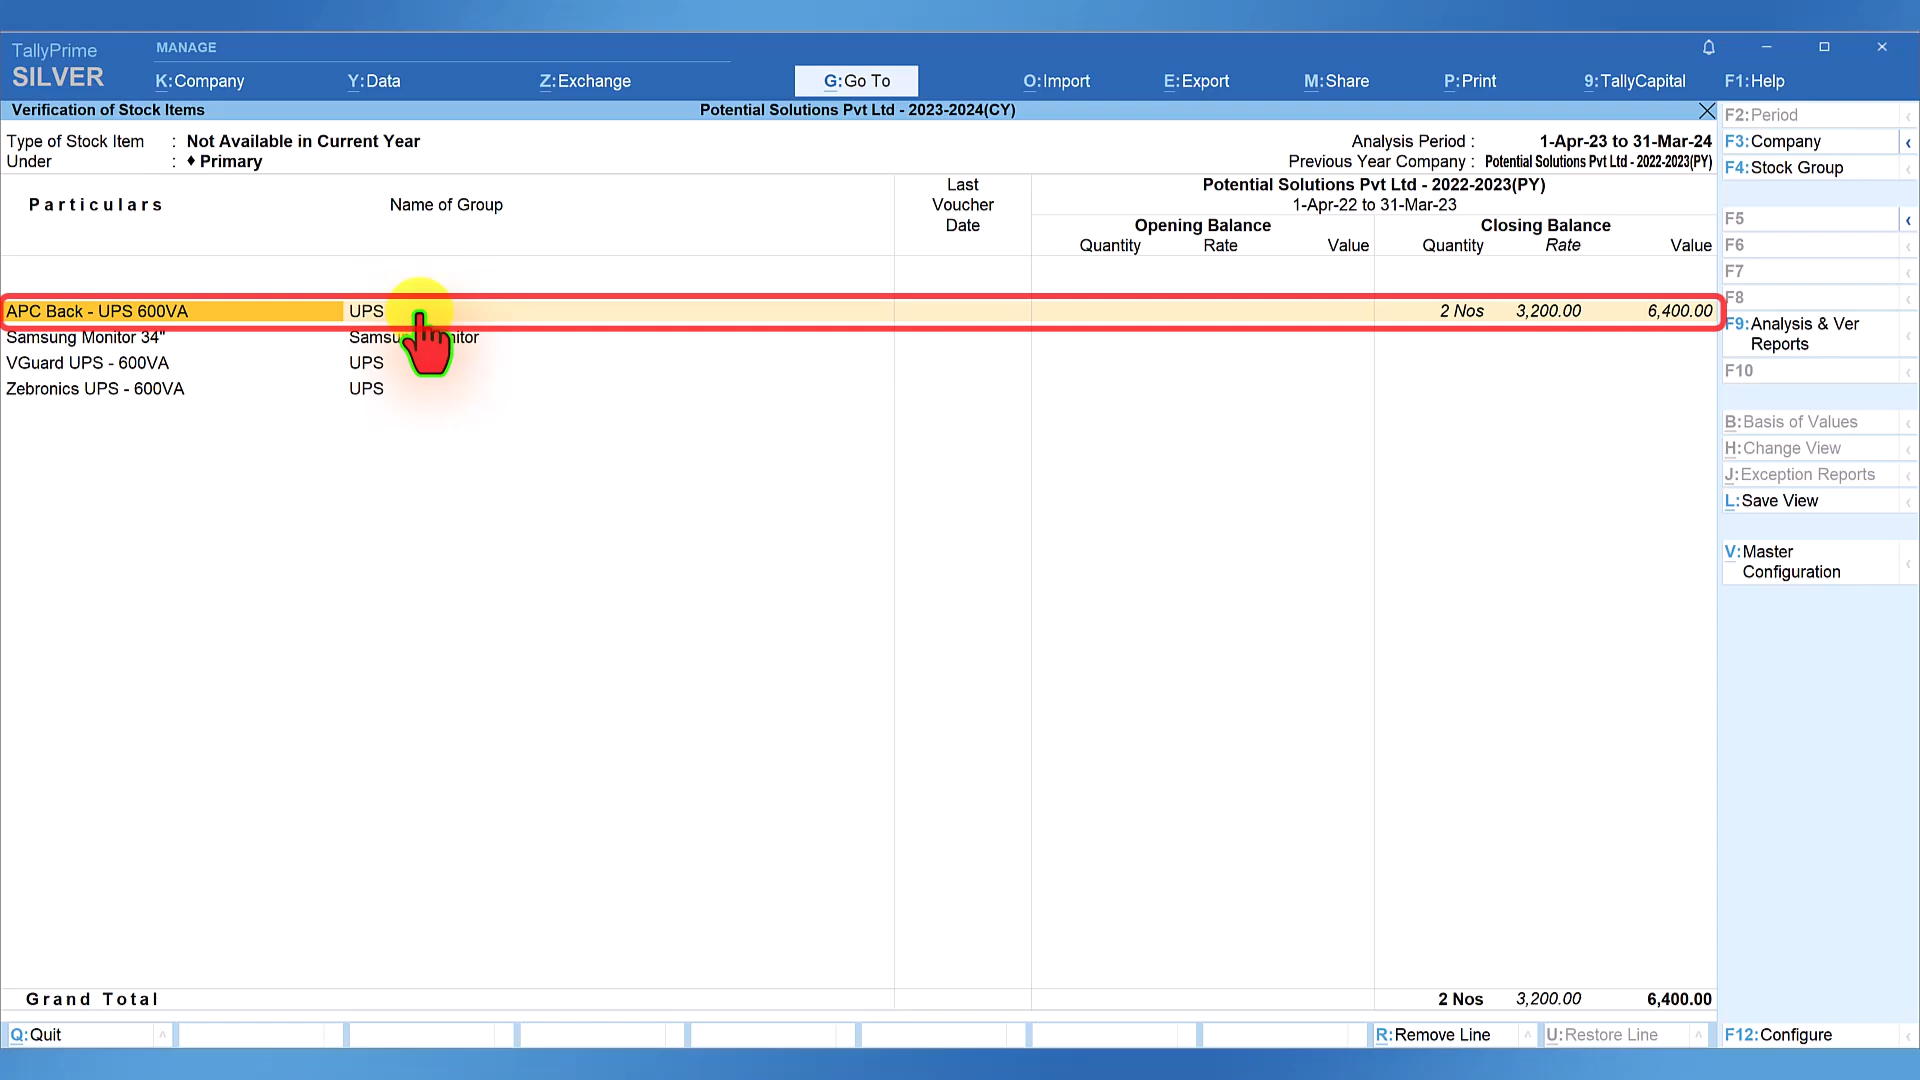 TallyPrime
SILVER
MANAGE
K:Company Y:Data Z:Exchange G:Go To O:Import E:Export M:Share P:Print 9:TallyCapital F1:Help
Verification of Stock Items Potential Solutions Pvt Ltd - 2023-2024(CY)
Type of Stock Item : Not Available in Current Year Analysis Period : 1-Apr-23 to 31-Mar-24
Under : ♦ Primary Previous Year Company : Potential Solutions Pvt Ltd - 2022-2023(PY)
Particulars Name of Group Last Voucher Date Potential Solutions Pvt Ltd - 2022-2023(PY)
1-Apr-22 to 31-Mar-23
Opening Balance Closing Balance
Quantity Rate Value Quantity Rate Value
APC Back - UPS 600VA UPS 2 Nos 3,200.00 6,400.00
Samsung Monitor 34"
VGuard UPS - 600VA UPS
Zebronics UPS - 600VA UPS
Grand Total 2 Nos 3,200.00 6,400.00
Q:Quit R:Remove Line U:Restore Line F12:Configure
F2:Period
F3:Company
F4:Stock Group
F5
F6
F7
F8
F9:Analysis & Ver
Reports
F10
B:Basis of Values
H:Change View
J:Exception Reports
L:Save View
V:Master
Configuration